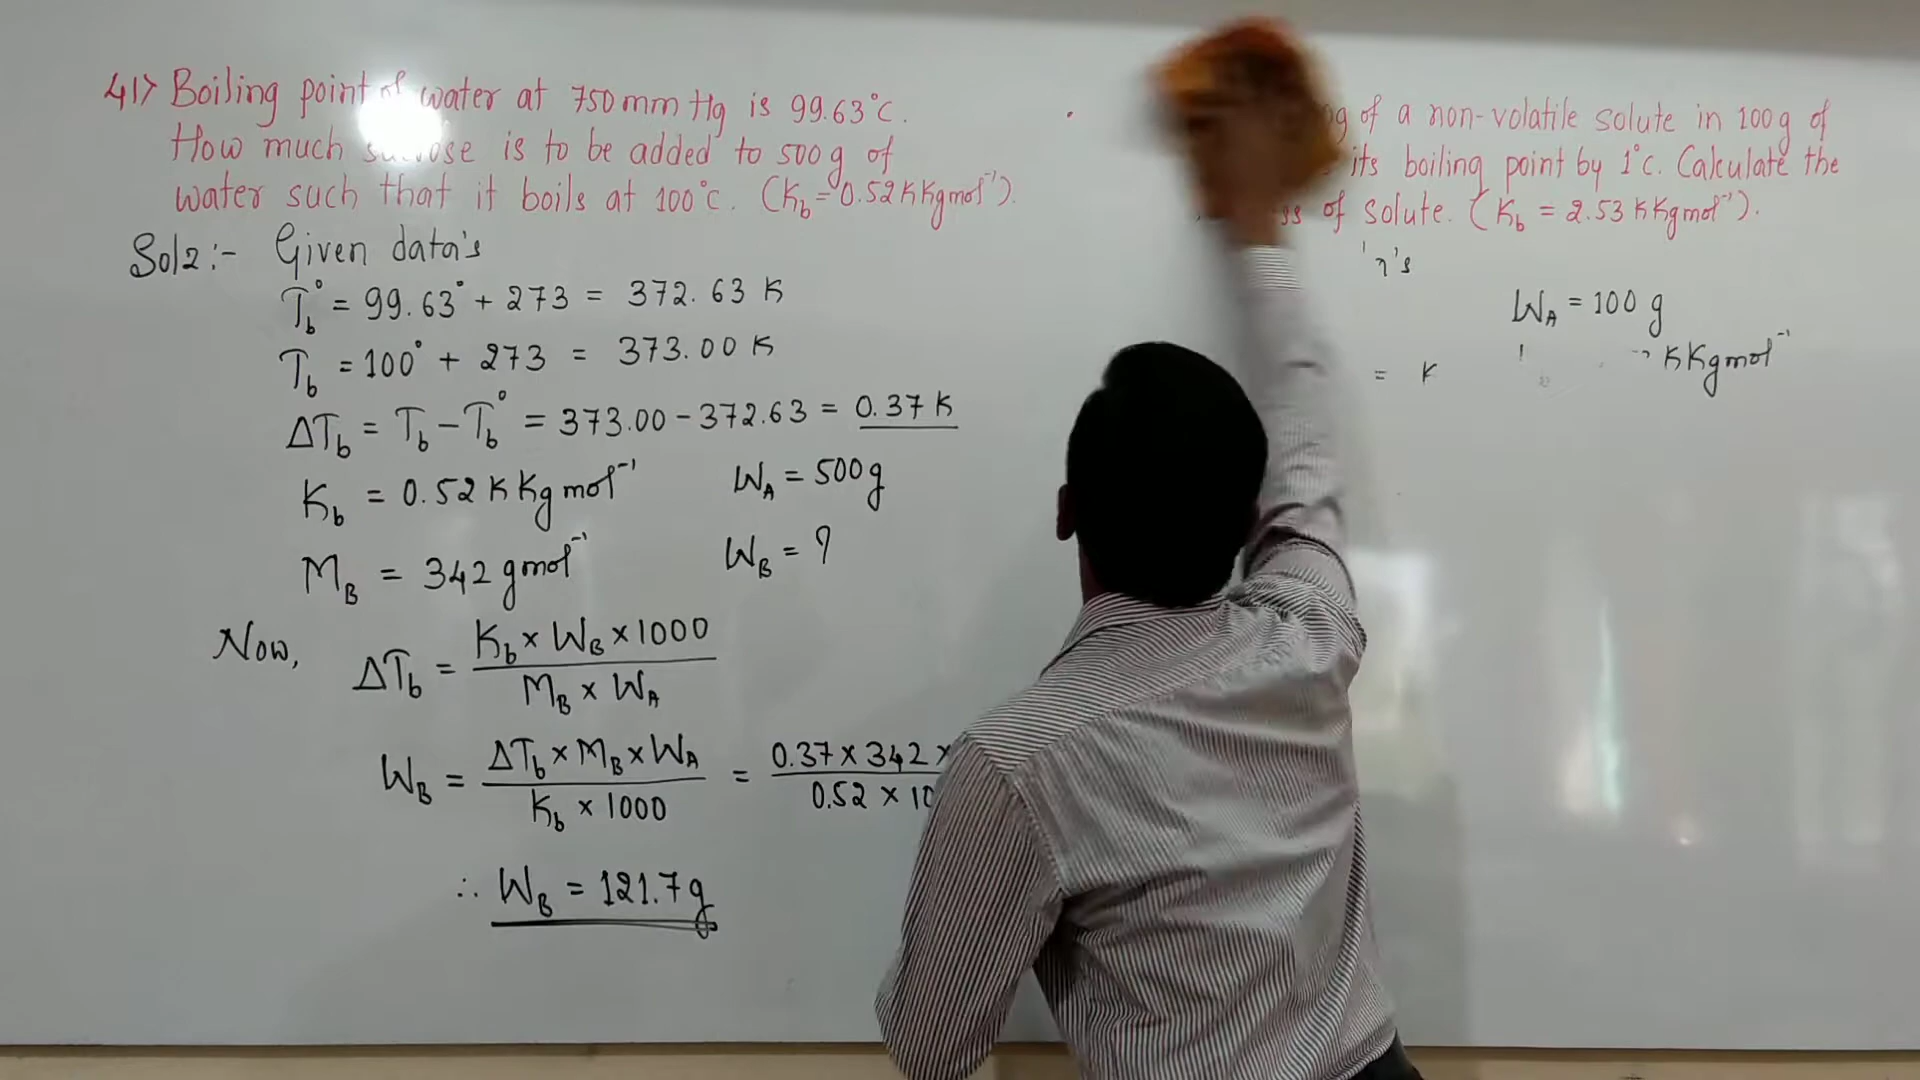 41> Boiling point of water at 750 mm Hg is 99.63°C.
How much is to be added to 500 g of
water such that it boils at 100°C. (Kb = 0.52 K Kg mol⁻¹).
Sol2:- Given data's
Tb° = 99.63° + 273 = 372.63 K
Tb = 100° + 273 = 373.00 K
ΔTb = Tb - Tb° = 373.00 - 372.63 = 0.37 K
Kb = 0.52 K Kg mol⁻¹ WA = 500 g
MB = 342 g mol⁻¹ WB = ?
Now, ΔTb = Kb × WB × 1000 / MB × WA
WB = ΔTb × MB × WA / Kb × 1000 = 0.37 × 342 × / 0.52 × 10
∴ WB = 121.7 g
g of a non-volatile solute in 100 g of
its boiling point by 1°C. Calculate the
of solute. (Kb = 2.53 K Kg mol⁻¹).
WA = 100 g
= K K Kg mol⁻¹